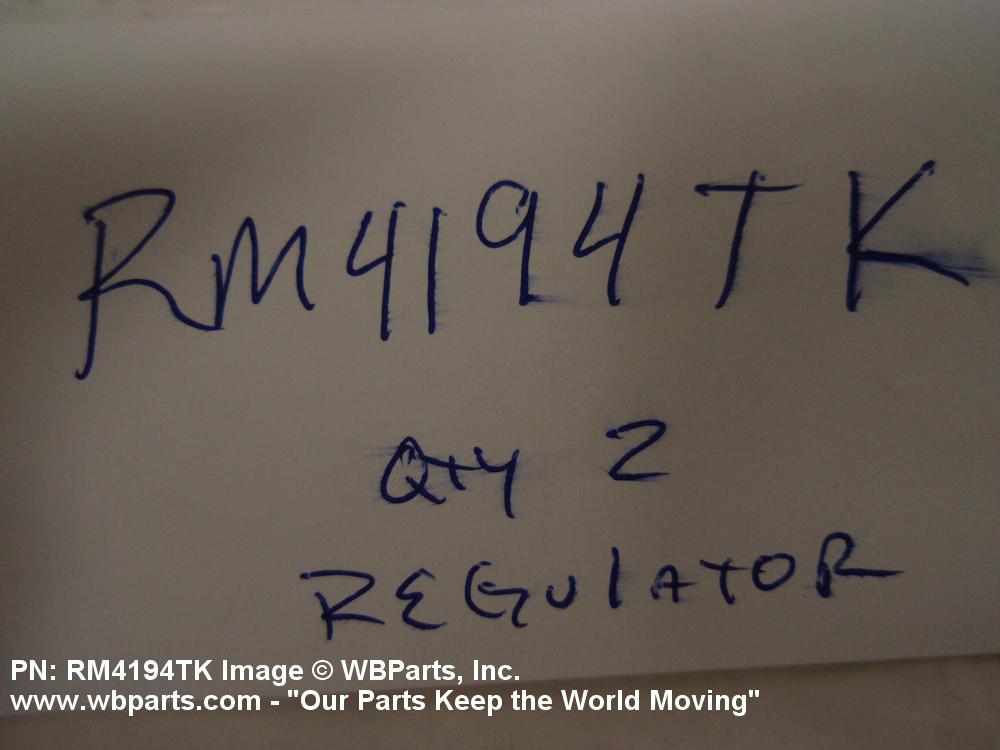 RM4194TK
QTY 2
REGULATOR
PN: RM4194TK Image © WBParts, Inc.
www.wbparts.com - "Our Parts Keep the World Moving"